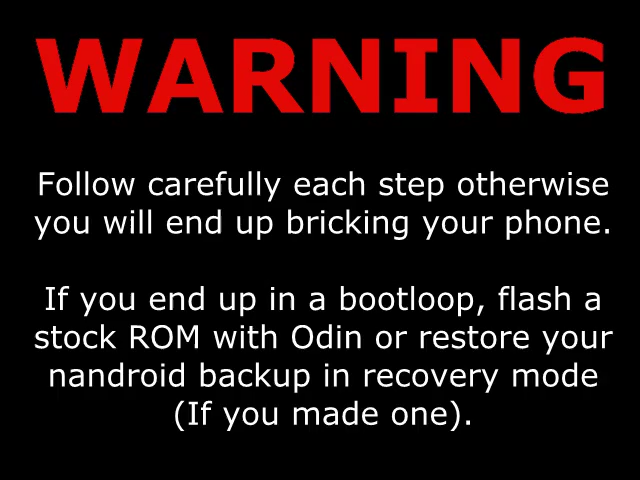 WARNING
Follow carefully each step otherwise
you will end up bricking your phone.
If you end up in a bootloop, flash a
stock ROM with Odin or restore your
nandroid backup in recovery mode
(If you made one).